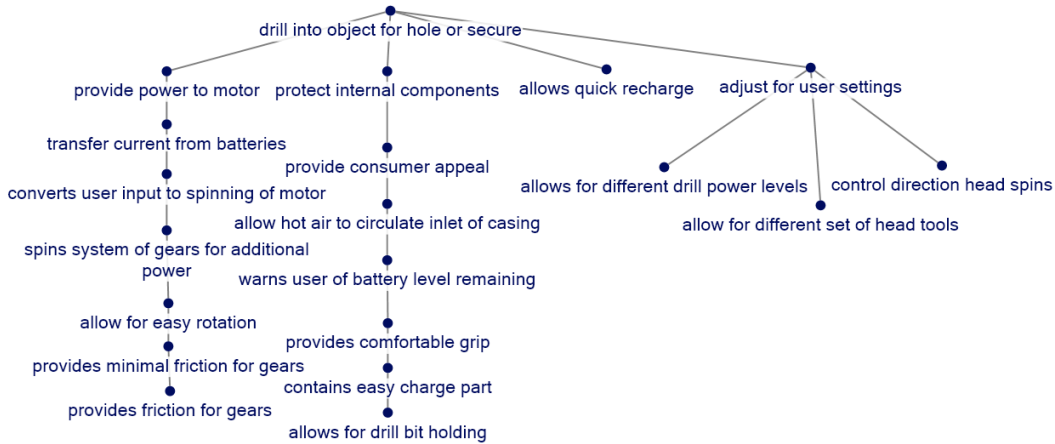 drill into object for hole or secure
provide power to motor
protect internal components
allows quick recharge
adjust for user settings
transfer current from batteries
provide consumer appeal
converts user input to spinning of motor
allows for different drill power levels
control direction head spins
allow hot air to circulate inlet of casing
allow for different set of head tools
spins system of gears for additional
power
warns user of battery level remaining
allow for easy rotation
provides comfortable grip
provides minimal friction for gears
contains easy charge part
provides friction for gears
allows for drill bit holding